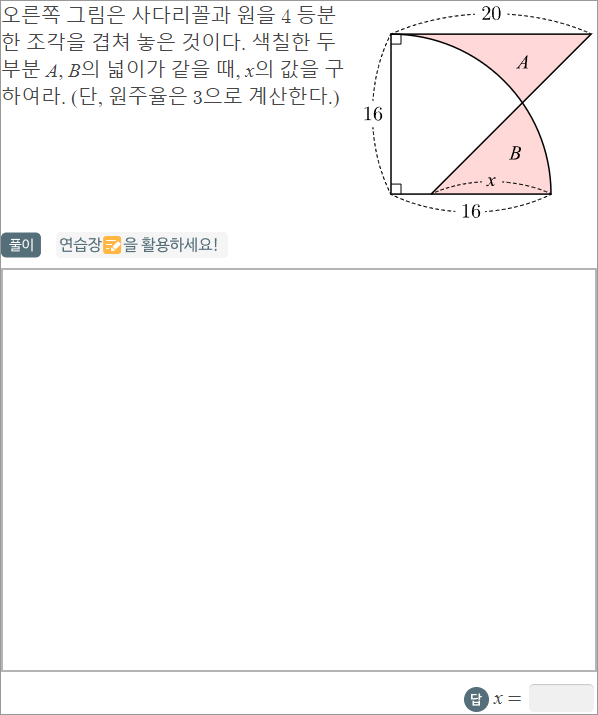 오른쪽 그림은 사다리꼴과 원을 4 등분
한 조각을 겹쳐 놓은 것이다. 색칠한 두
부분 A, B의 넓이가 같을 때, x의 값을 구
하여라. (단, 원주율은 3으로 계산한다.)
20
A
16
B
x
16
풀이 연습장을 활용하세요!
답 x =